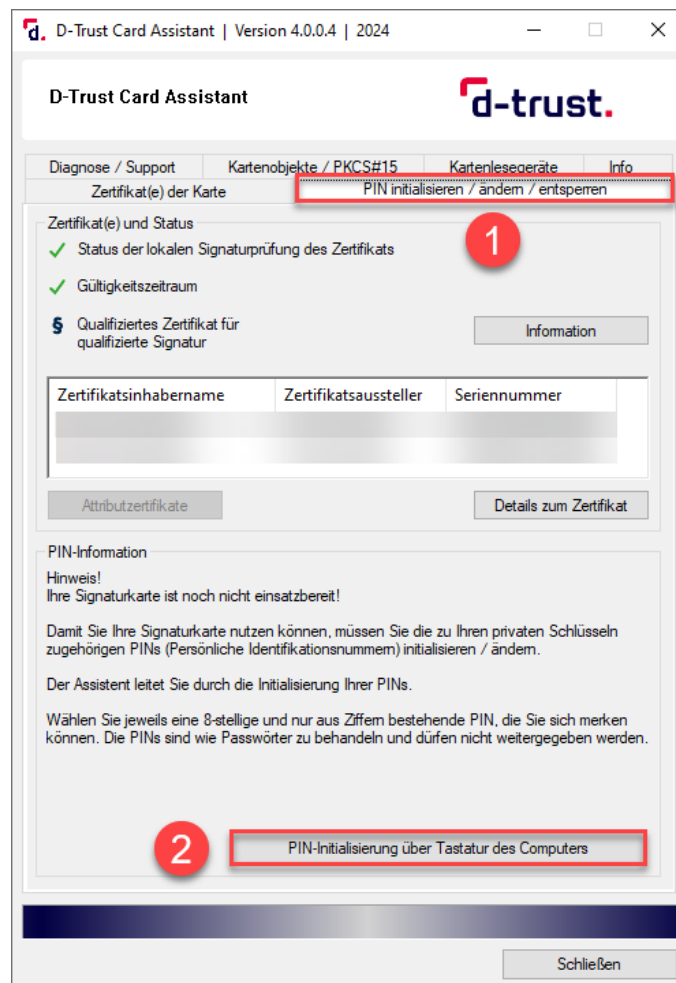 D-Trust Card Assistant | Version 4.0.0.4 | 2024
D-Trust Card Assistant
d-trust.
Diagnose / Support Kartenobjekte / PKCS#15 Kartenlesegeräte Info
Zertifikat(e) der Karte PIN initialisieren / ändern / entsperren
1
Zertifikat(e) und Status
Status der lokalen Signaturprüfung des Zertifikats
Gültigkeitszeitraum
§ Qualifiziertes Zertifikat für
qualifizierte Signatur
Information
Zertifikatsinhabername Zertifikatsaussteller Seriennummer
Attributzertifikate Details zum Zertifikat
PIN-Information
Hinweis!
Ihre Signaturkarte ist noch nicht einsatzbereit!
Damit Sie Ihre Signaturkarte nutzen können, müssen Sie die zu Ihren privaten Schlüsseln
zugehörigen PINs (Persönliche Identifikationsnummern) initialisieren / ändern.
Der Assistent leitet Sie durch die Initialisierung Ihrer PINs.
Wählen Sie jeweils eine 8-stellige und nur aus Ziffern bestehende PIN, die Sie sich merken
können. Die PINs sind wie Passwörter zu behandeln und dürfen nicht weitergegeben werden.
2 PIN-Initialisierung über Tastatur des Computers
Schließen